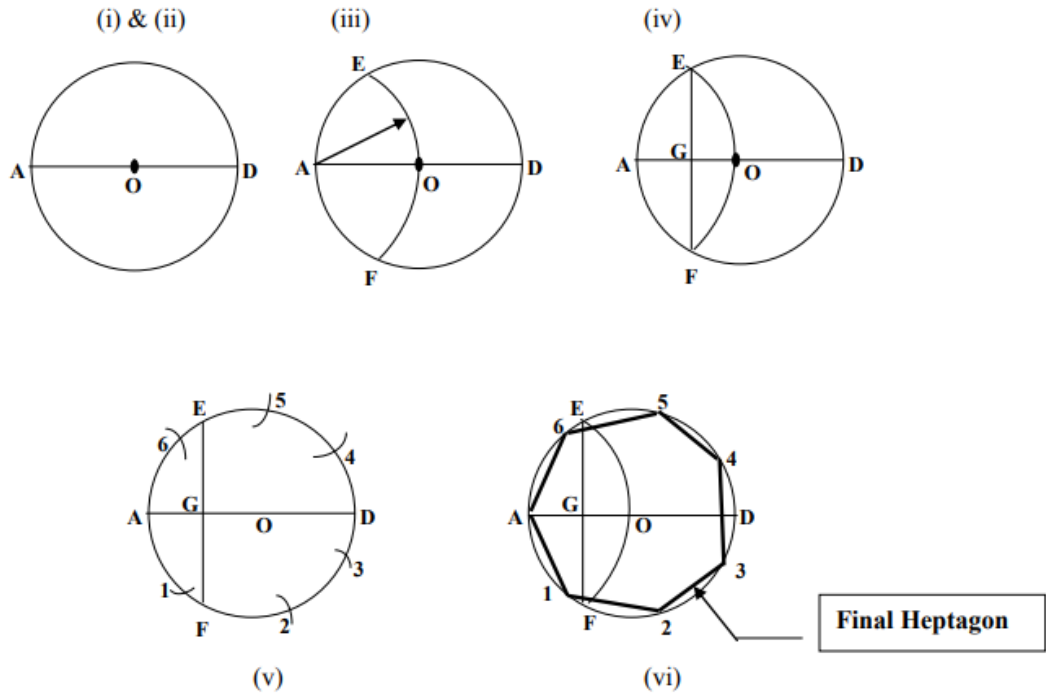 (i) & (ii) (iii) (iv)
E E
A O D A O D A G O D
F F
5 5
E E
6 6
4 4
A G O D A G O D
1 3 1 3
F 2 F 2
Final Heptagon
(v) (vi)